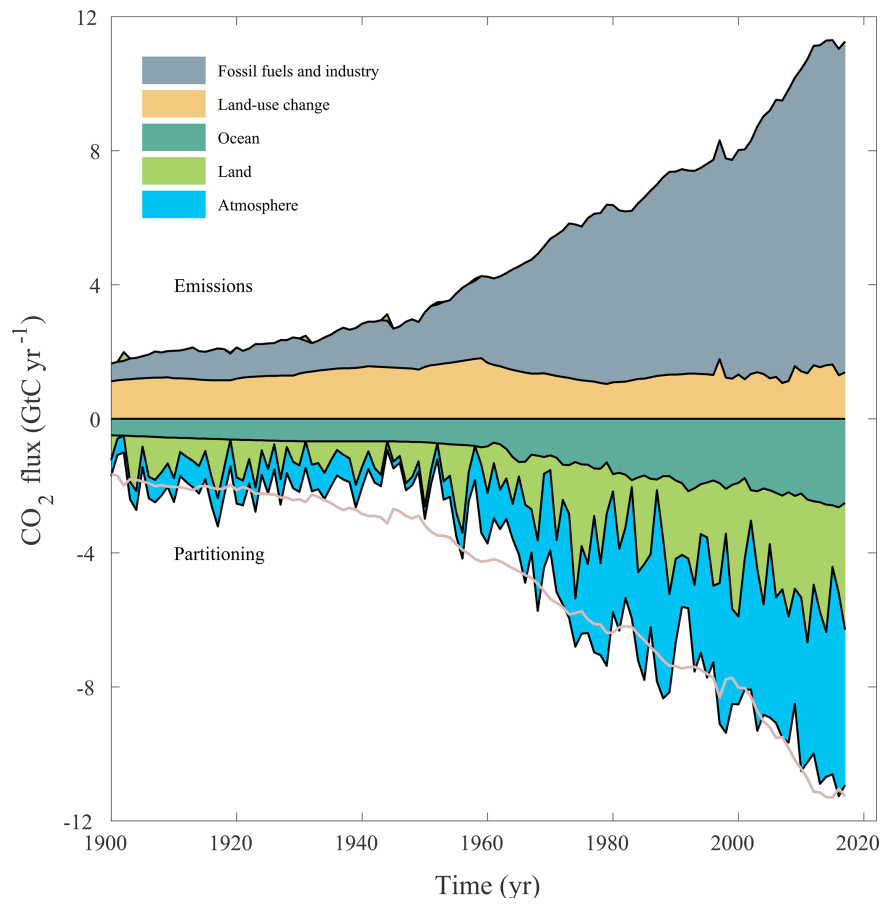 12
8
4
0
-4
-8
-12
CO2 flux (GtC yr-1)
Fossil fuels and industry
Land-use change
Ocean
Land
Atmosphere
Emissions
Partitioning
1900 1920 1940 1960 1980 2000 2020
Time (yr)